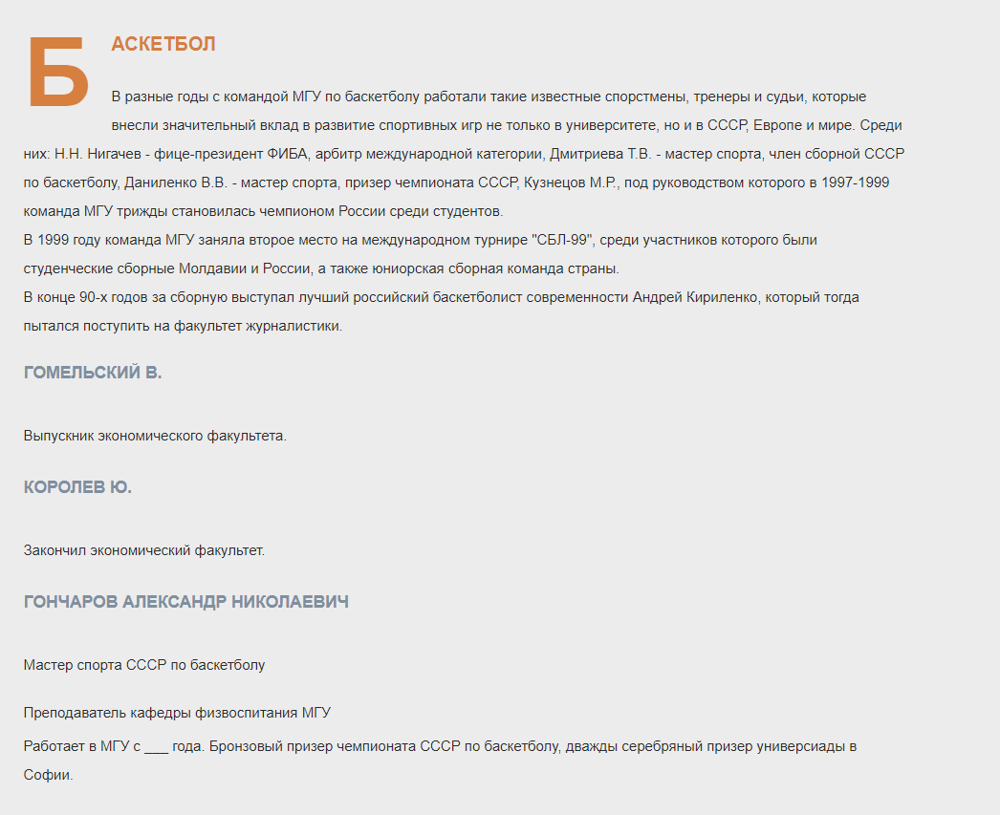 БАСКЕТБОЛ
В разные годы с командой МГУ по баскетболу работали такие известные спорстмены, тренеры и судьи, которые
внесли значительный вклад в развитие спортивных игр не только в университете, но и в СССР, Европе и мире. Среди
них: Н.Н. Нигачев - фице-президент ФИБА, арбитр международной категории, Дмитриева Т.В. - мастер спорта, член сборной СССР
по баскетболу, Даниленко В.В. - мастер спорта, призер чемпионата СССР, Кузнецов М.Р., под руководством которого в 1997-1999
команда МГУ трижды становилась чемпионом России среди студентов.
В 1999 году команда МГУ заняла второе место на международном турнире "СБЛ-99", среди участников которого были
студенческие сборные Молдавии и России, а также юниорская сборная команда страны.
В конце 90-х годов за сборную выступал лучший российский баскетболист современности Андрей Кириленко, который тогда
пытался поступить на факультет журналистики.
ГОМЕЛЬСКИЙ В.
Выпускник экономического факультета.
КОРОЛЕВ Ю.
Закончил экономический факультет.
ГОНЧАРОВ АЛЕКСАНДР НИКОЛАЕВИЧ
Мастер спорта СССР по баскетболу
Преподаватель кафедры физвоспитания МГУ
Работает в МГУ с ___ года. Бронзовый призер чемпионата СССР по баскетболу, дважды серебряный призер универсиады в
Софии.